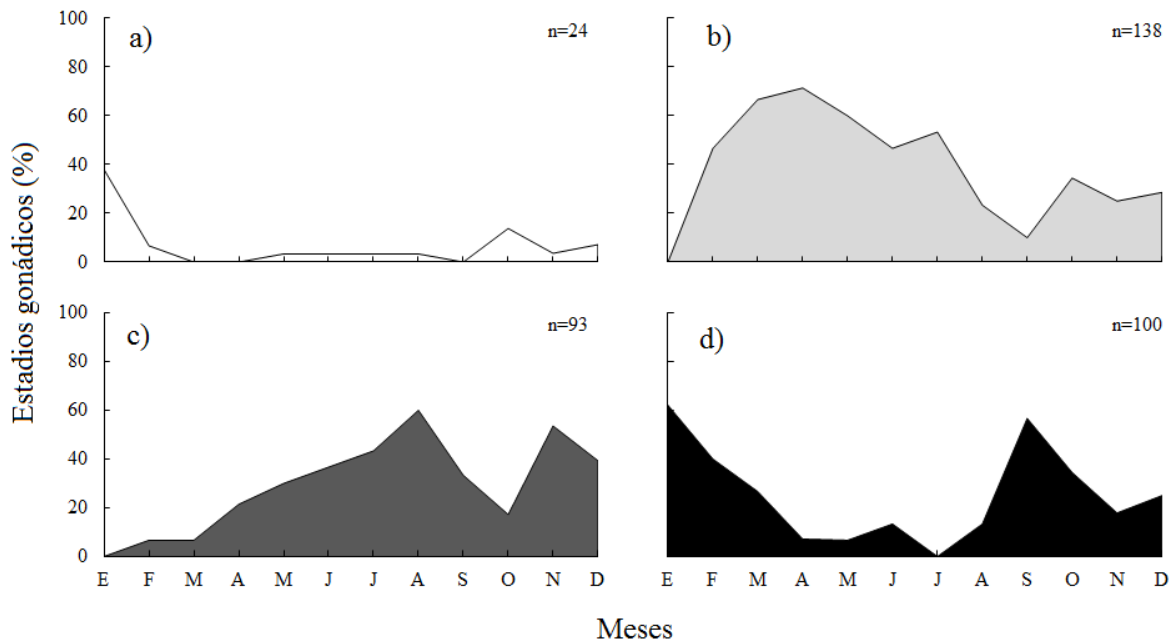 Estadios gonádicos (%)
100
80
60
40
20
0
a)
n=24
b)
n=138
100
80
60
40
20
0
c)
n=93
d)
n=100
E F M A M J J A S O N D
E F M A M J J A S O N D
Meses